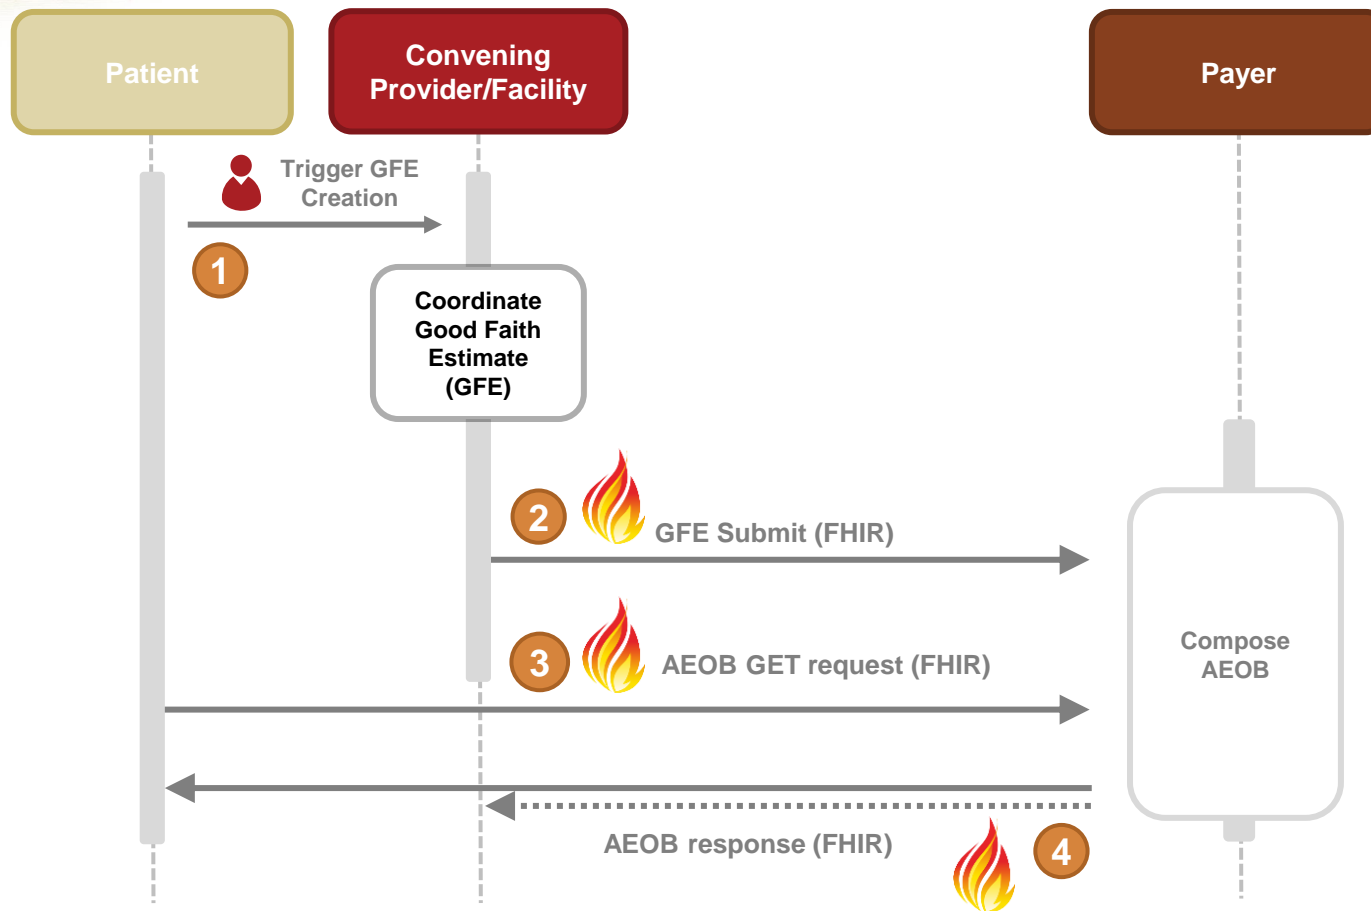 Patient
Convening
Provider/Facility
Payer
Trigger GFE
Creation
1
Coordinate
Good Faith
Estimate
(GFE)
2
GFE Submit (FHIR)
3
AEOB GET request (FHIR)
Compose
AEOB
AEOB response (FHIR)
4